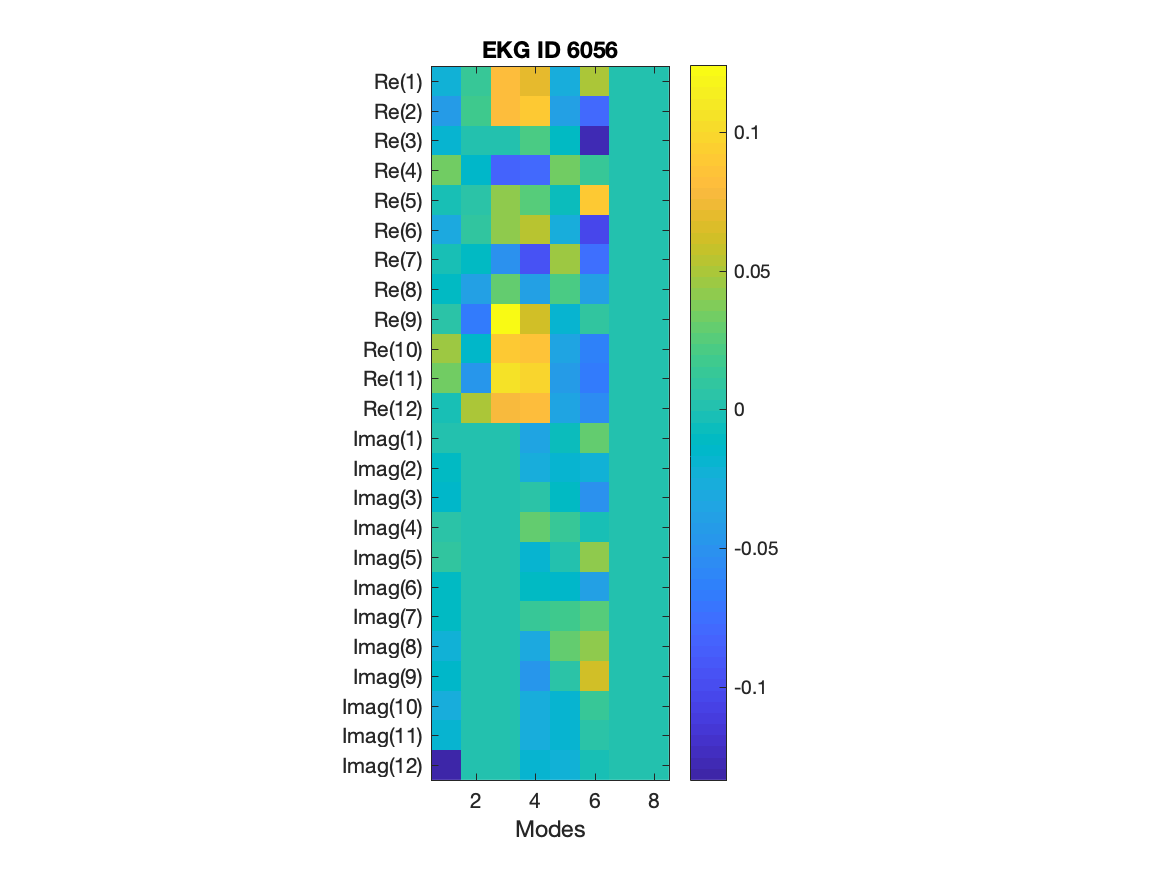 EKG ID 6056
Re(1)
Re(2)
Re(3)
Re(4)
Re(5)
Re(6)
Re(7)
Re(8)
Re(9)
Re(10)
Re(11)
Re(12)
Imag(1)
Imag(2)
Imag(3)
Imag(4)
Imag(5)
Imag(6)
Imag(7)
Imag(8)
Imag(9)
Imag(10)
Imag(11)
Imag(12)
2 4 6 8
Modes
0.1
0.05
0
-0.05
-0.1